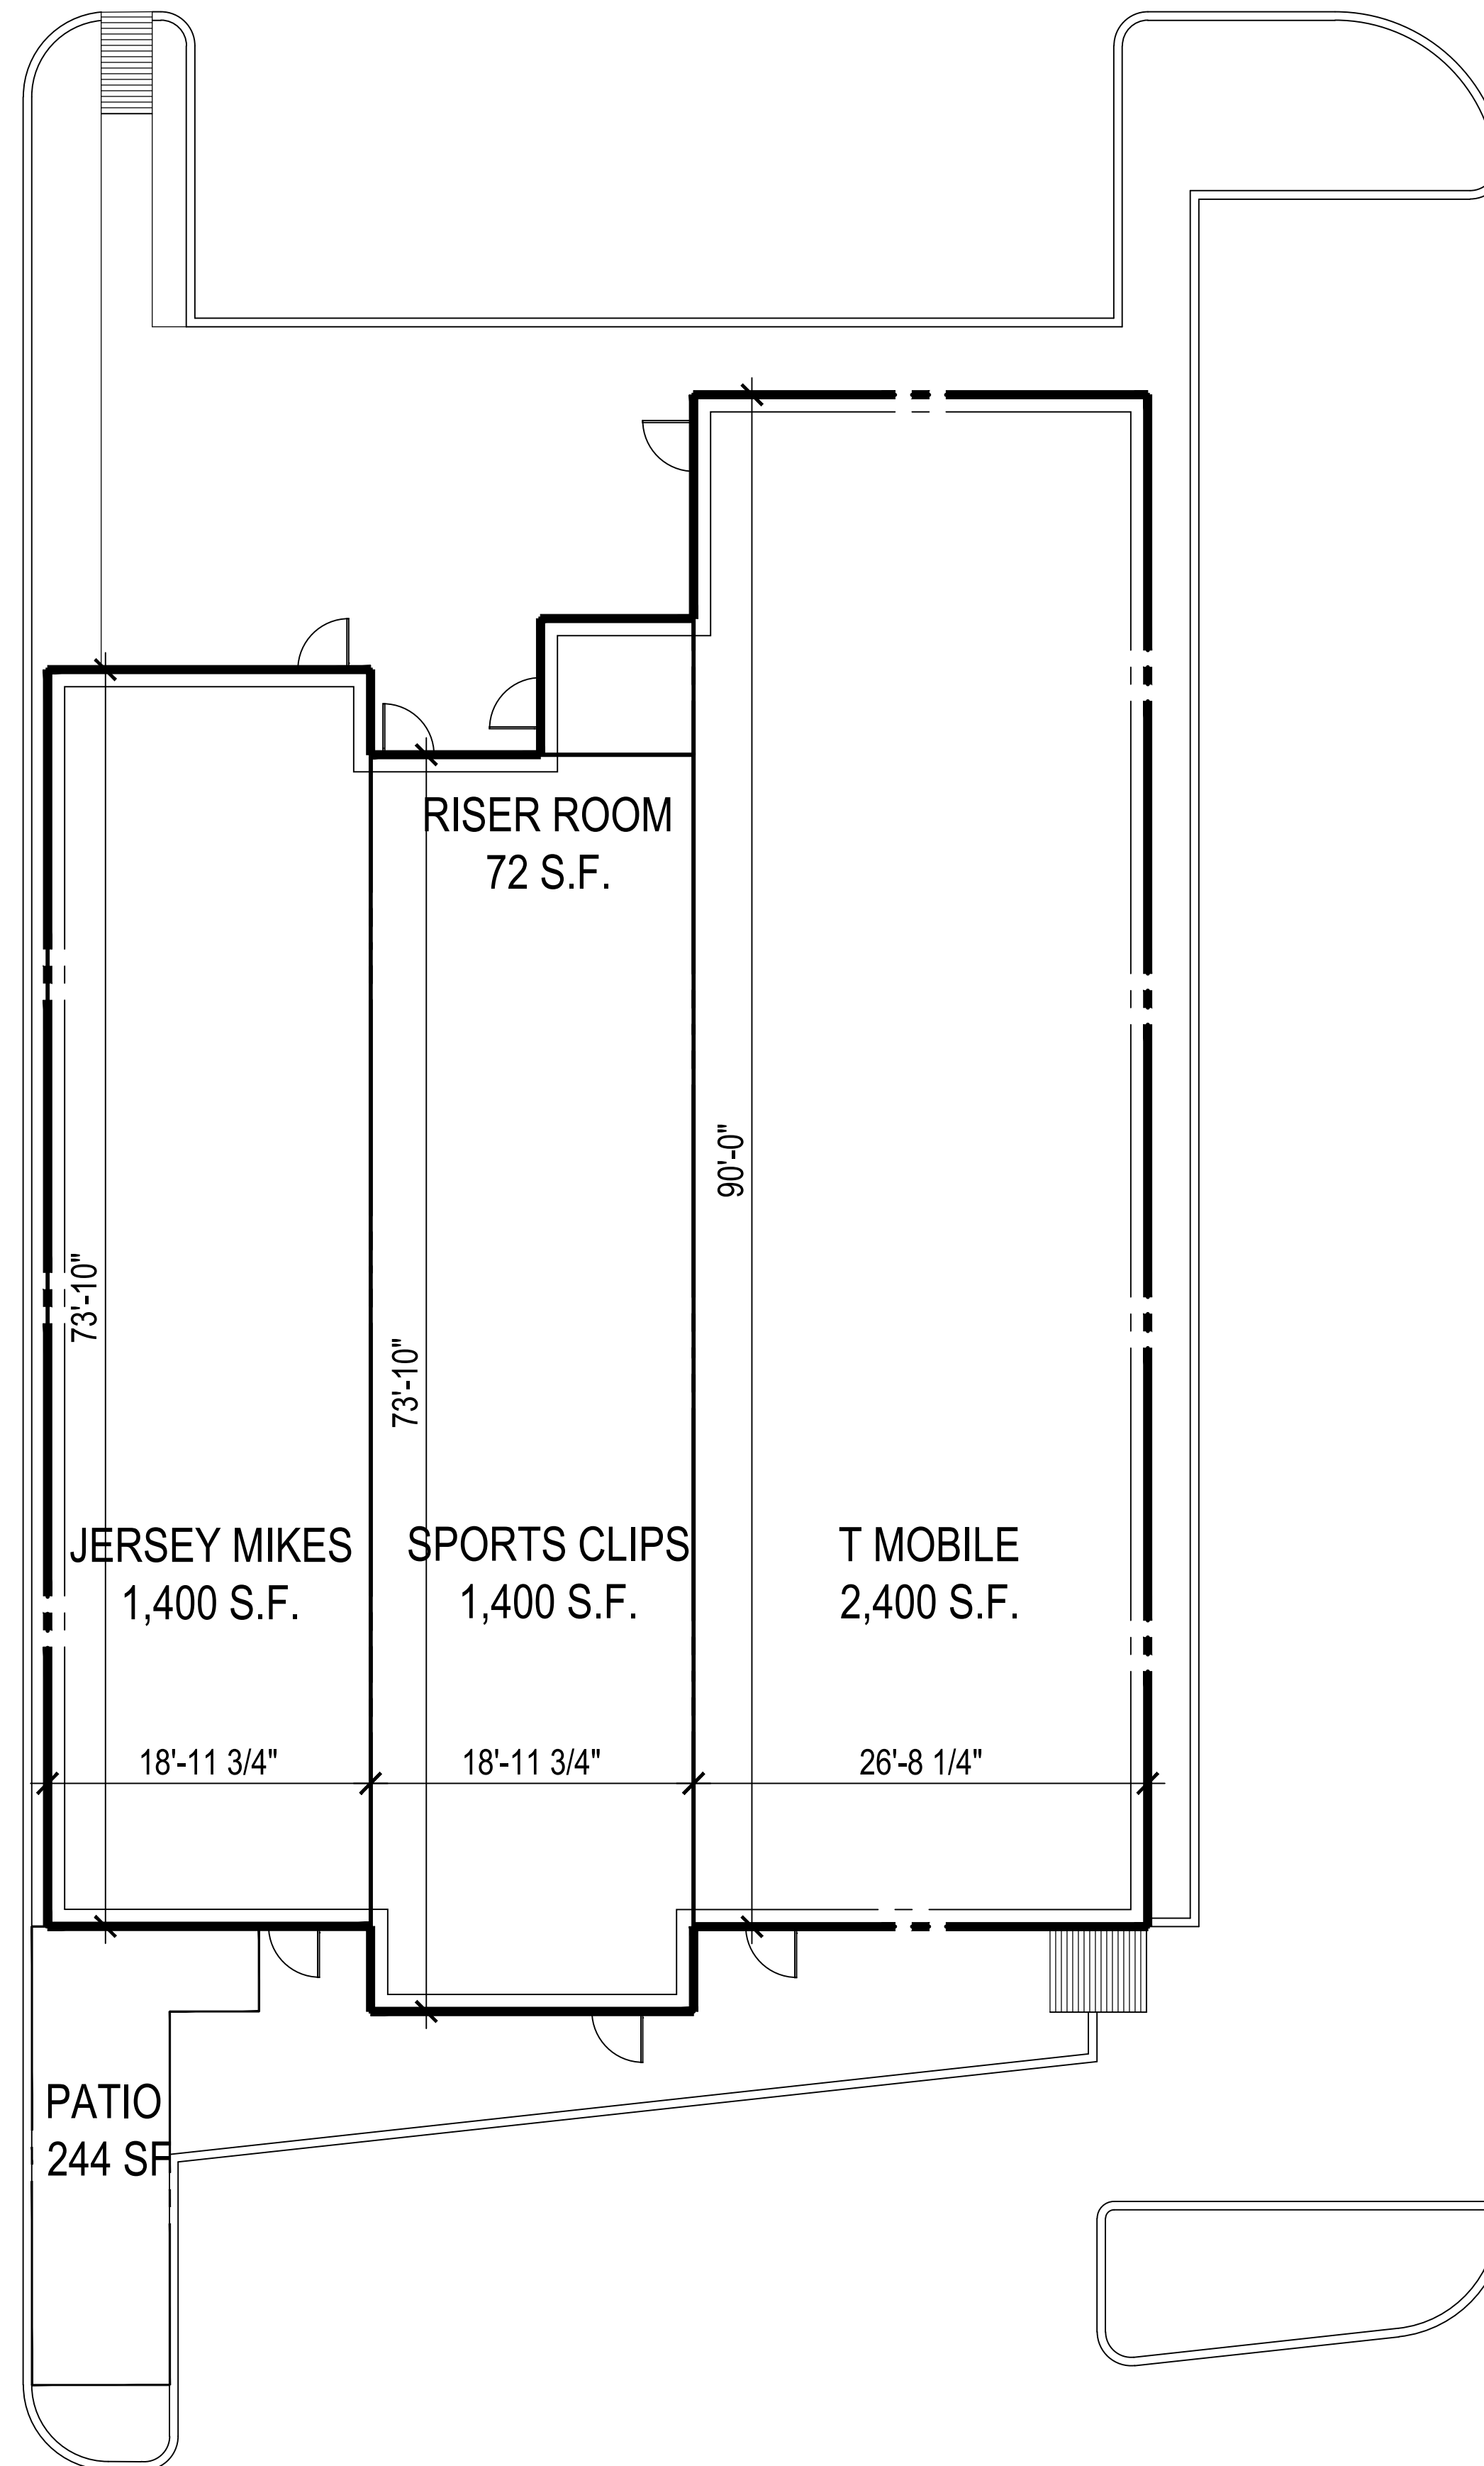 RISER ROOM
72 S.F.
90'-0"
73'-10"
73'-10"
JERSEY MIKES
1,400 S.F.
SPORTS CLIPS
1,400 S.F.
T MOBILE
2,400 S.F.
18'-11 3/4"
18'-11 3/4"
26'-8 1/4"
PATIO
244 SF